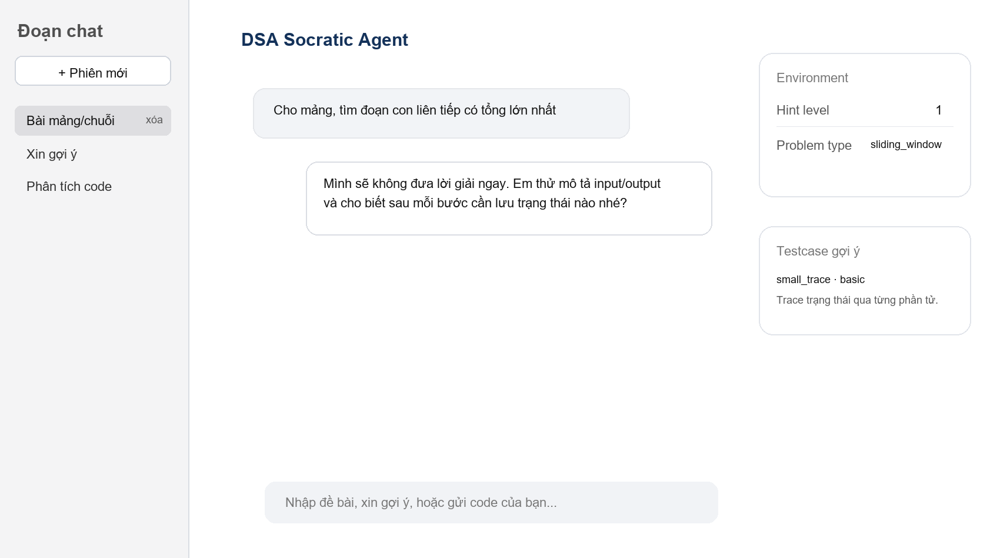 Đoạn chat
+ Phiên mới
Bài mảng/chuỗi xóa
Xin gợi ý
Phân tích code
DSA Socratic Agent
Cho mảng, tìm đoạn con liên tiếp có tổng lớn nhất
Mình sẽ không đưa lời giải ngay. Em thử mô tả input/output
và cho biết sau mỗi bước cần lưu trạng thái nào nhé?
Nhập đề bài, xin gợi ý, hoặc gửi code của bạn...
Environment
Hint level 1
Problem type sliding_window
Testcase gợi ý
small_trace · basic
Trace trạng thái qua từng phần tử.